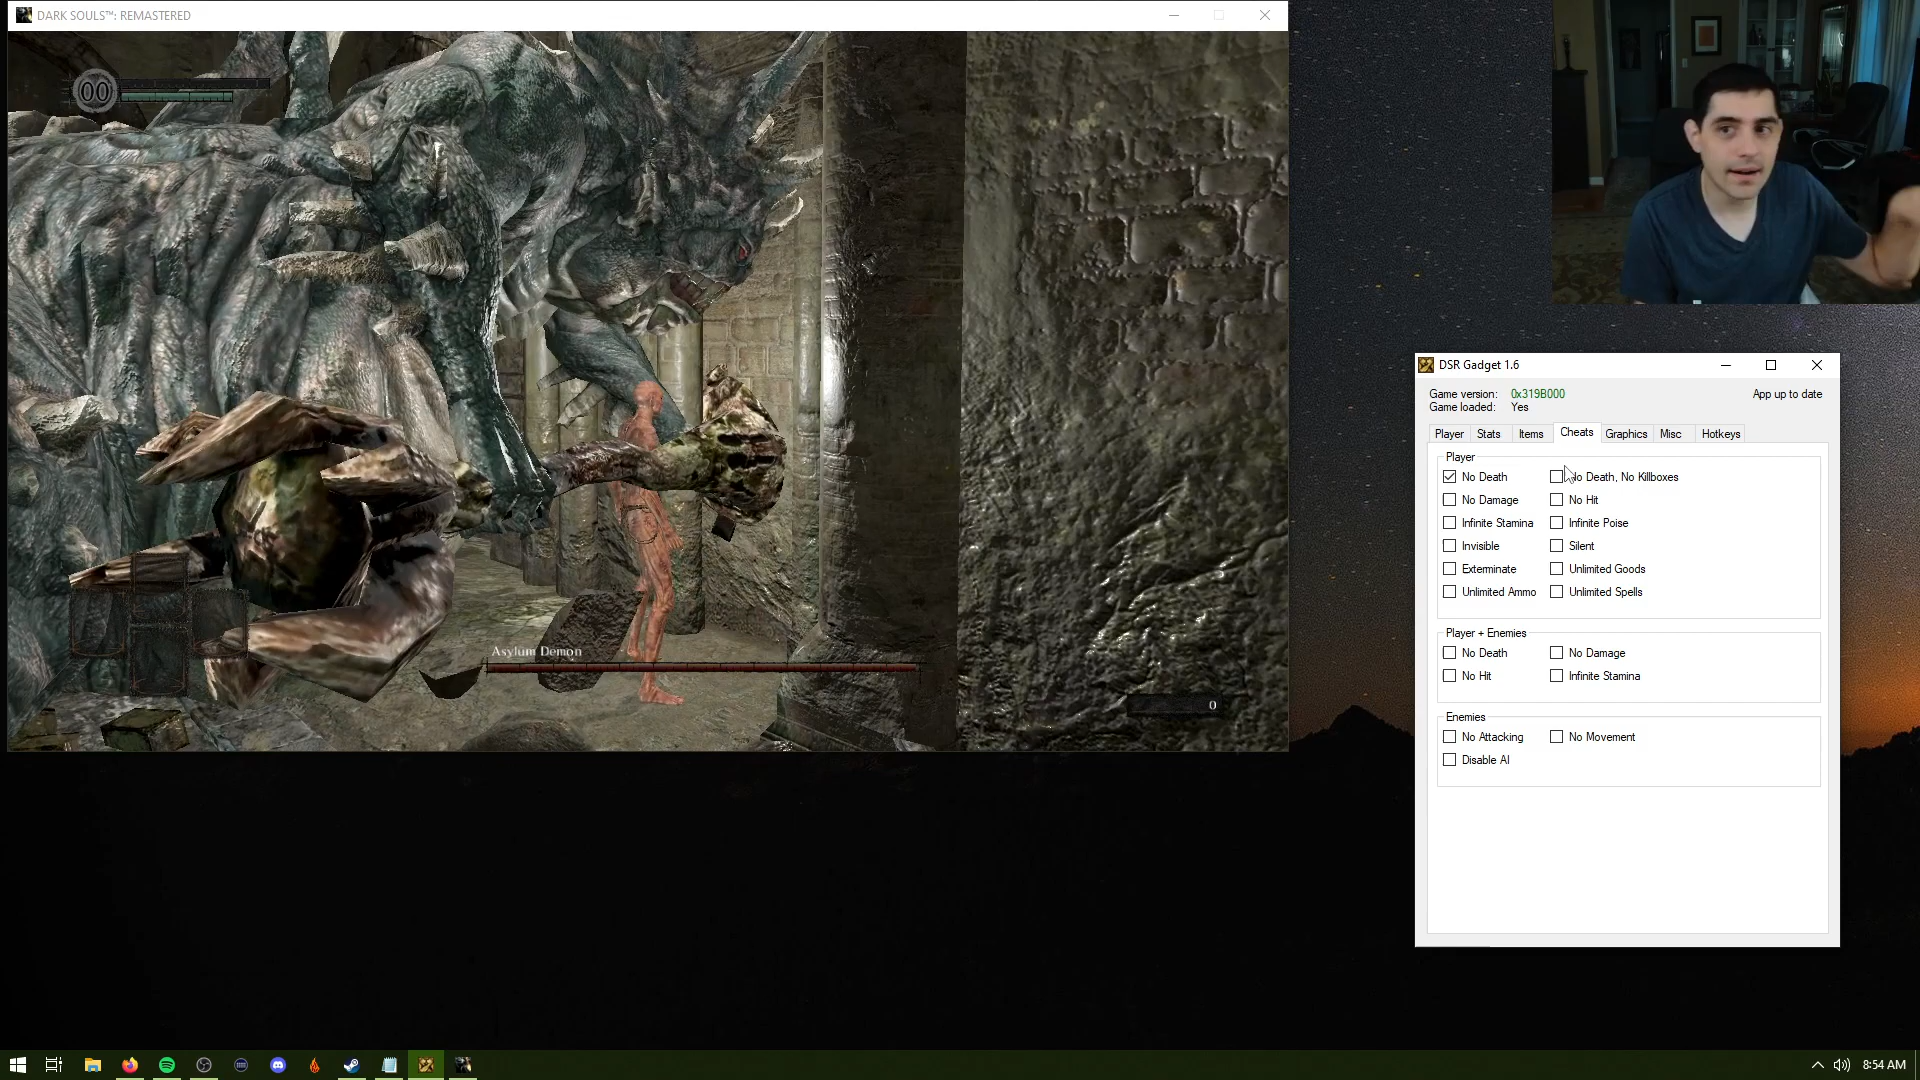 DARK SOULS™: REMASTERED
00
Asylum Demon
0
DSR Gadget 1.6
Game version: 0x319B000 App up to date
Game loaded: Yes
Player Stats Items Cheats Graphics Misc Hotkeys
Player
No Death No Death, No Killboxes
No Damage No Hit
Infinite Stamina Infinite Poise
Invisible Silent
Exterminate Unlimited Goods
Unlimited Ammo Unlimited Spells
Player + Enemies
No Death No Damage
No Hit Infinite Stamina
Enemies
No Attacking No Movement
Disable AI
8:54 AM